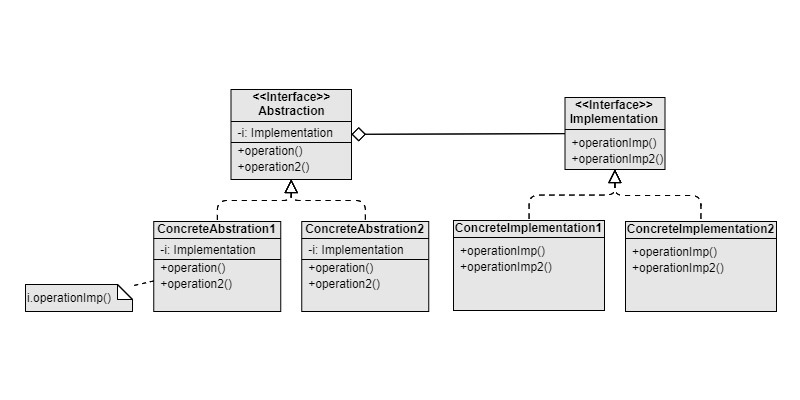 <<Interface>>
Abstraction
-i: Implementation
+operation()
+operation2()
<<Interface>>
Implementation
+operationImp()
+operationImp2()
ConcreteAbstration1
-i: Implementation
+operation()
+operation2()
ConcreteAbstration2
-i: Implementation
+operation()
+operation2()
ConcreteImplementation1
+operationImp()
+operationImp2()
ConcreteImplementation2
+operationImp()
+operationImp2()
i.operationImp()